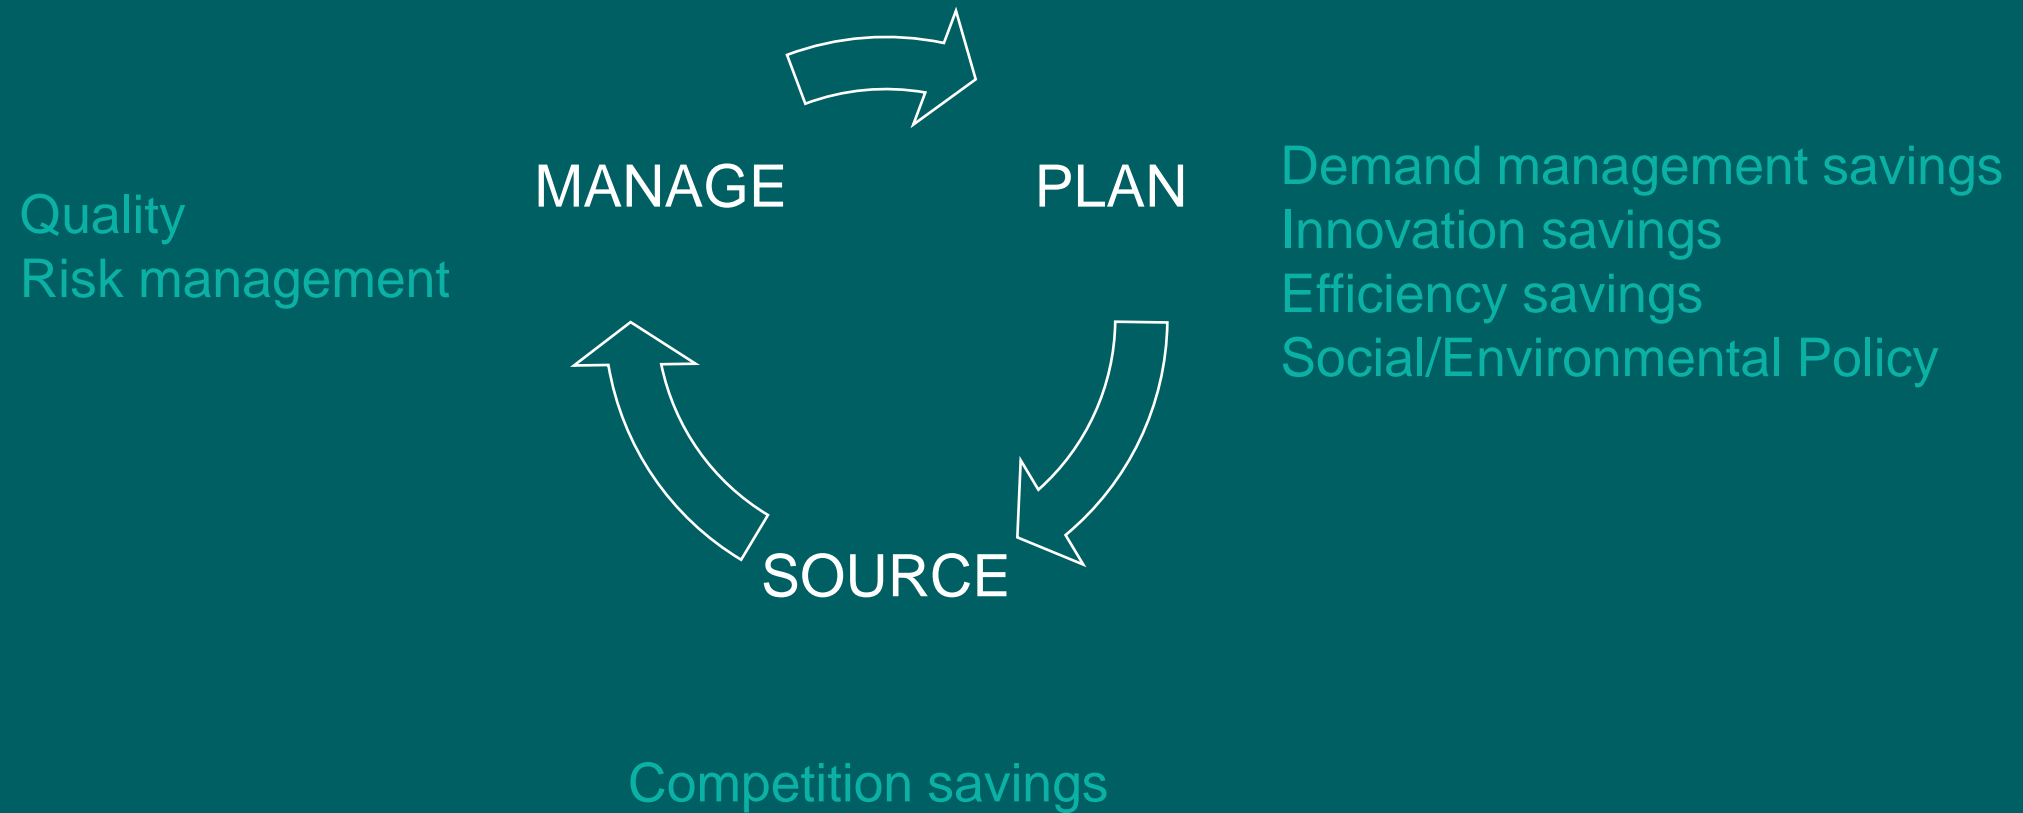 MANAGE
PLAN
Quality
Risk management
Demand management savings
Innovation savings
Efficiency savings
Social/Environmental Policy
SOURCE
Competition savings